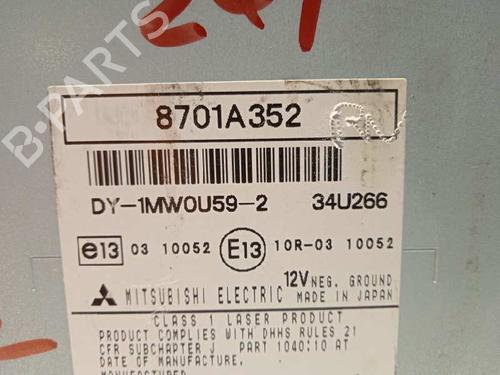 B-PARTS
8701A352
DY-1MW0U59-2 34U266
e13 03 10052 E13 10R-03 10052
12V NEG. GROUND
MITSUBISHI ELECTRIC MADE IN JAPAN
CLASS 1 LASER PRODUCT
PRODUCT COMPLIES WITH DHHS RULES 21
CFR SUBCHAPTER J PART 1040:10 AT
DATE OF MANUFACTURE.
MANUFACTURED